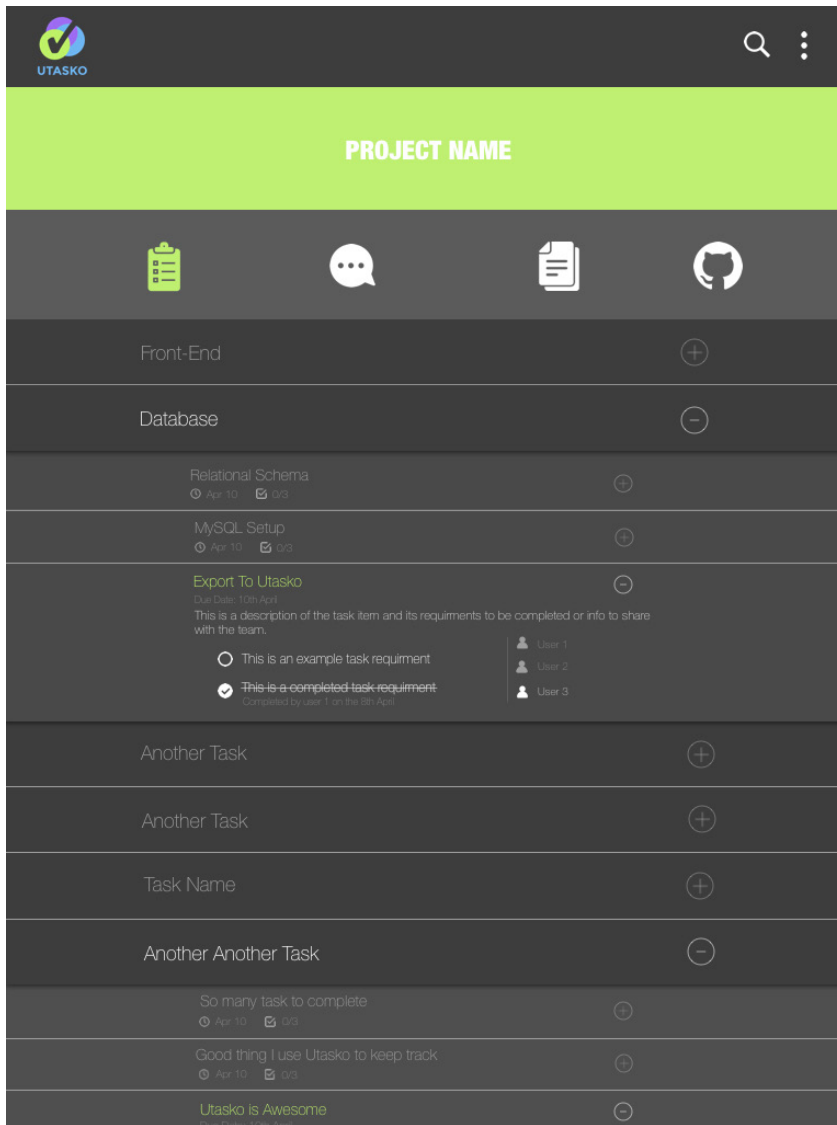 UTASKO
PROJECT NAME
Front-End
Database
Relational Schema
Apr 10 0/3
MySQL Setup
Apr 10 0/3
Export To Utasko
Due Date: 10th April
This is a description of the task item and its requirments to be completed or info to share
with the team.
This is an example task requirment
This is a completed task requirment
Completed by user 1 on the 8th April
User 1
User 2
User 3
Another Task
Another Task
Task Name
Another Another Task
So many task to complete
Apr 10 0/3
Good thing I use Utasko to keep track
Apr 10 0/3
Utasko is Awesome
Due Date: 10th April